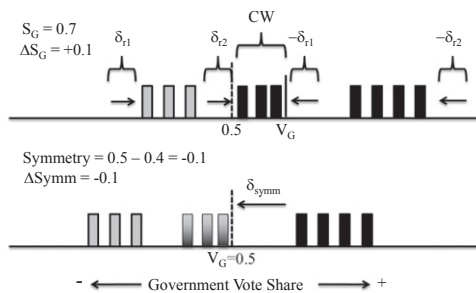 S_G = 0.7
ΔS_G = +0.1
CW
δ_r1
δ_r2
−δ_r1
−δ_r2
0.5
V_G
Symmetry = 0.5 – 0.4 = -0.1
ΔSymm = -0.1
δ_symm
V_G=0.5
- Government Vote Share +